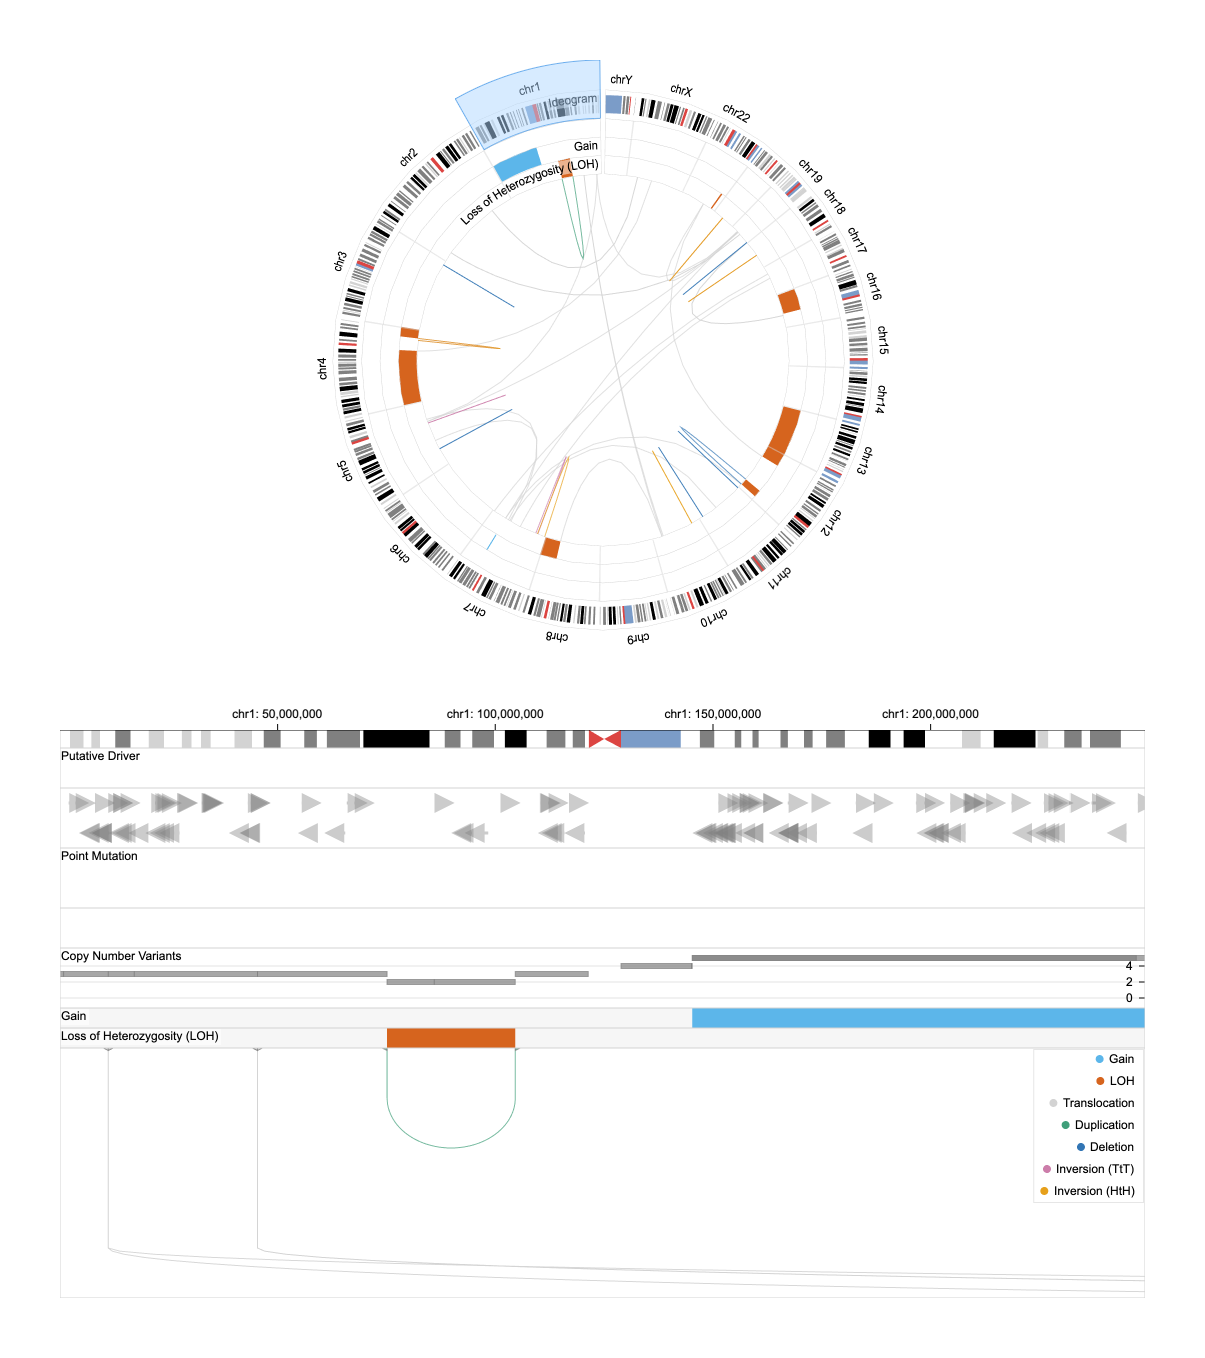 chrY
chrX
chr22
chr19
chr18
chr17
chr16
chr15
chr14
chr13
chr12
chr11
chr10
chr9
chr8
chr7
chr6
chr5
chr4
chr3
chr2
chr1
Ideogram
Gain
Loss of Heterozygosity (LOH)
chr1: 50,000,000
chr1: 100,000,000
chr1: 150,000,000
chr1: 200,000,000
Putative Driver
Point Mutation
Copy Number Variants
4
2
0
Gain
Loss of Heterozygosity (LOH)
Gain
LOH
Translocation
Duplication
Deletion
Inversion (TtT)
Inversion (HtH)